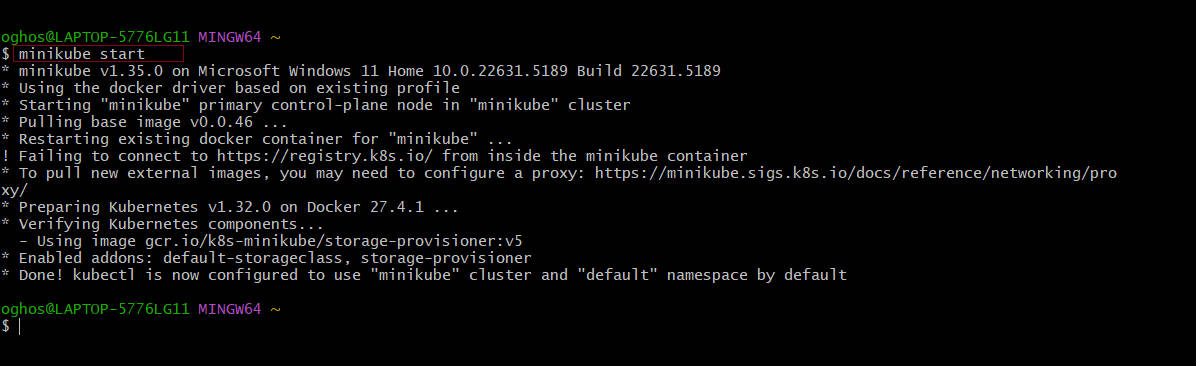 oghos@LAPTOP-5776LG11 MINGW64 ~
$ minikube start
* minikube v1.35.0 on Microsoft Windows 11 Home 10.0.22631.5189 Build 22631.5189
* Using the docker driver based on existing profile
* Starting "minikube" primary control-plane node in "minikube" cluster
* Pulling base image v0.0.46 ...
* Restarting existing docker container for "minikube" ...
! Failing to connect to https://registry.k8s.io/ from inside the minikube container
* To pull new external images, you may need to configure a proxy: https://minikube.sigs.k8s.io/docs/reference/networking/pro
xy/
* Preparing Kubernetes v1.32.0 on Docker 27.4.1 ...
* Verifying Kubernetes components...
  - Using image gcr.io/k8s-minikube/storage-provisioner:v5
* Enabled addons: default-storageclass, storage-provisioner
* Done! kubectl is now configured to use "minikube" cluster and "default" namespace by default
oghos@LAPTOP-5776LG11 MINGW64 ~
$